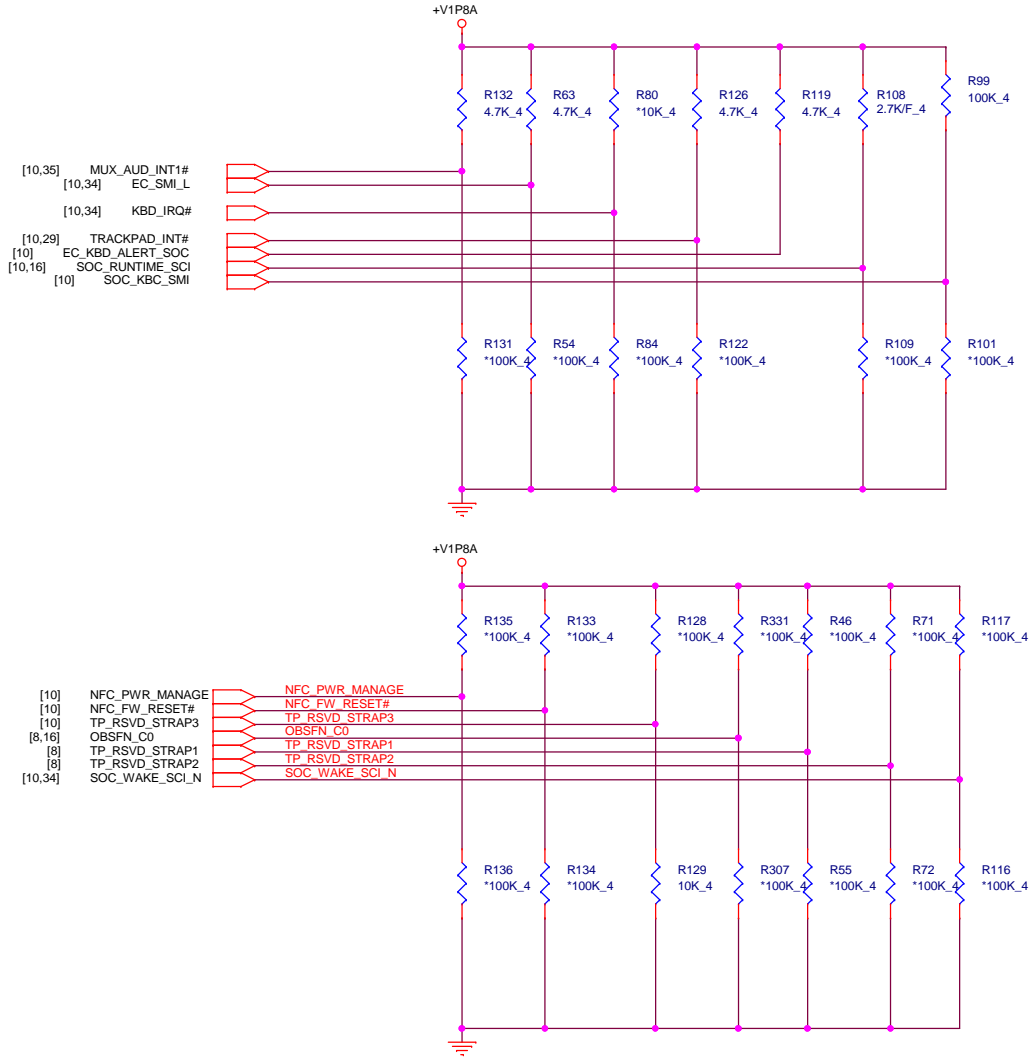 +V1P8A
R132 R63 R80 R126 R119 R108 R99
4.7K_4 4.7K_4 *10K_4 4.7K_4 4.7K_4 2.7K/F_4 100K_4
[10,35] MUX_AUD_INT1#
[10,34] EC_SMI_L
[10,34] KBD_IRQ#
[10,29] TRACKPAD_INT#
[10] EC_KBD_ALERT_SOC
[10,16] SOC_RUNTIME_SCI
[10] SOC_KBC_SMI
R131 R54 R84 R122 R109 R101
*100K_4 *100K_4 *100K_4 *100K_4 *100K_4 *100K_4
+V1P8A
R135 R133 R128 R331 R46 R71 R117
*100K_4 *100K_4 *100K_4 *100K_4 *100K_4 *100K_4 *100K_4
[10] NFC_PWR_MANAGE NFC_PWR_MANAGE
[10] NFC_FW_RESET# NFC_FW_RESET#
[10] TP_RSVD_STRAP3 TP_RSVD_STRAP3
[8,16] OBSFN_C0 OBSFN_C0
[8] TP_RSVD_STRAP1 TP_RSVD_STRAP1
[8] TP_RSVD_STRAP2 TP_RSVD_STRAP2
[10,34] SOC_WAKE_SCI_N SOC_WAKE_SCI_N
R136 R134 R129 R307 R55 R72 R116
*100K_4 *100K_4 10K_4 *100K_4 *100K_4 *100K_4 *100K_4